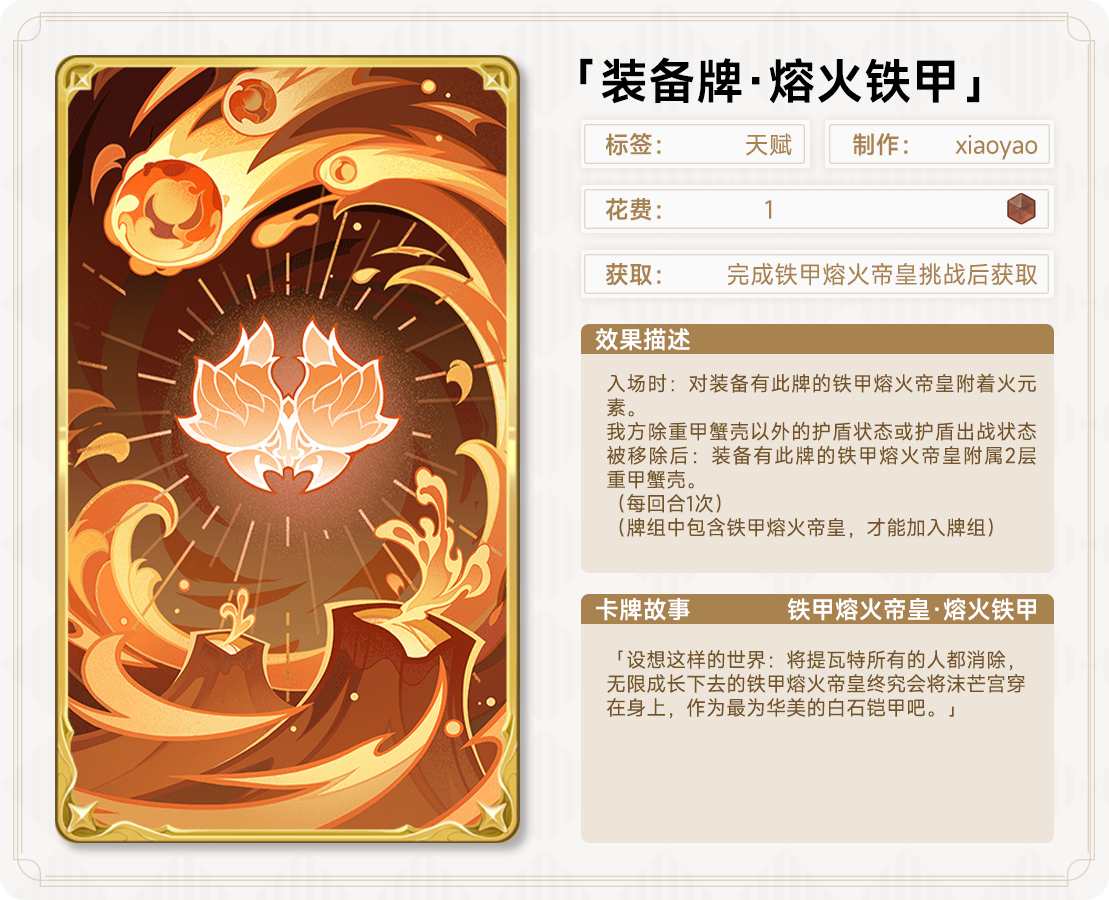 「装备牌·熔火铁甲」
标签： 天赋 制作： xiaoyao
花费： 1
获取： 完成铁甲熔火帝皇挑战后获取
效果描述
入场时：对装备有此牌的铁甲熔火帝皇附着火元
素。
我方除重甲蟹壳以外的护盾状态或护盾出战状态
被移除后：装备有此牌的铁甲熔火帝皇附属2层
重甲蟹壳。
（每回合1次）
（牌组中包含铁甲熔火帝皇，才能加入牌组）
卡牌故事 铁甲熔火帝皇·熔火铁甲
「设想这样的世界：将提瓦特所有的人都消除，
无限成长下去的铁甲熔火帝皇终究会将沫芒宫穿
在身上，作为最为华美的白石铠甲吧。」